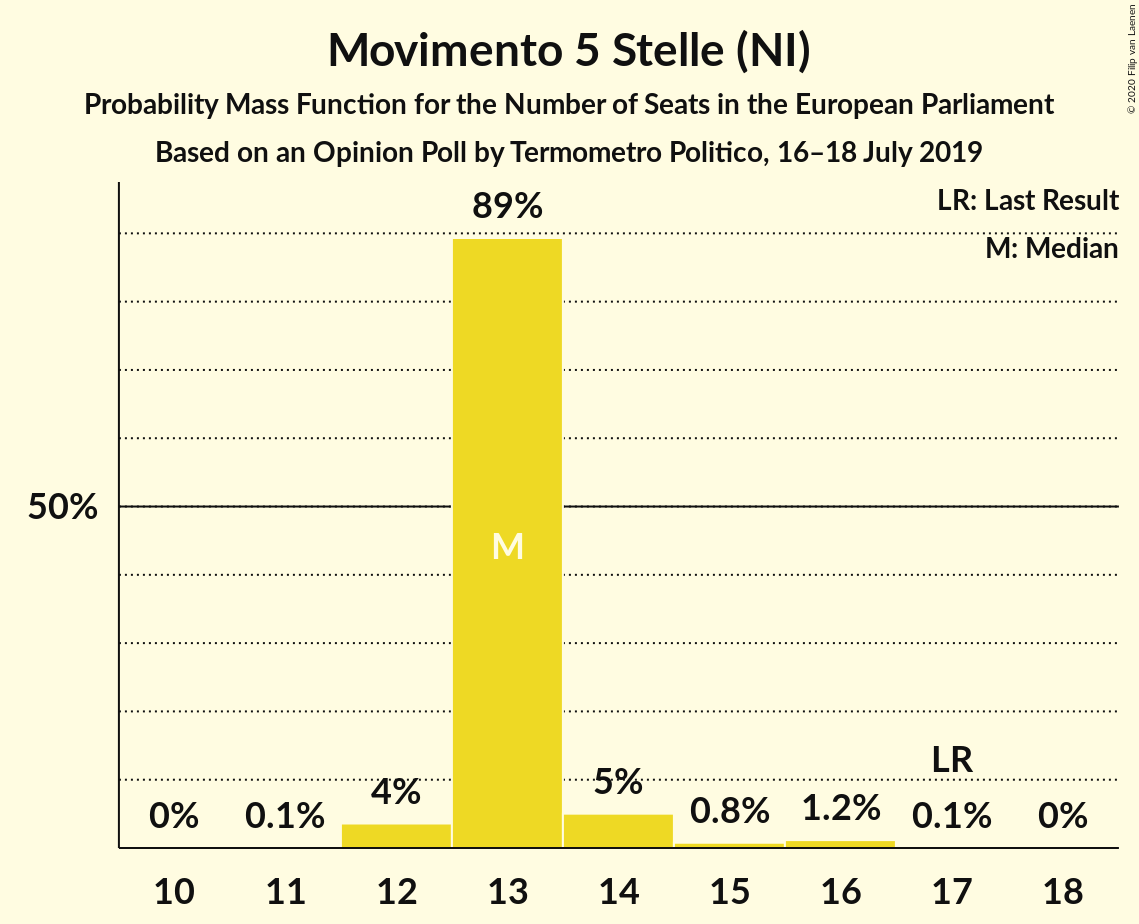 Movimento 5 Stelle (NI)
Probability Mass Function for the Number of Seats in the European Parliament
Based on an Opinion Poll by Termometro Politico, 16–18 July 2019
© 2020 Filip van Laenen
LR: Last Result
M: Median
89%
50%
M
LR
0%
0.1%
4%
5%
0.8%
1.2%
0.1%
0%
10 11 12 13 14 15 16 17 18